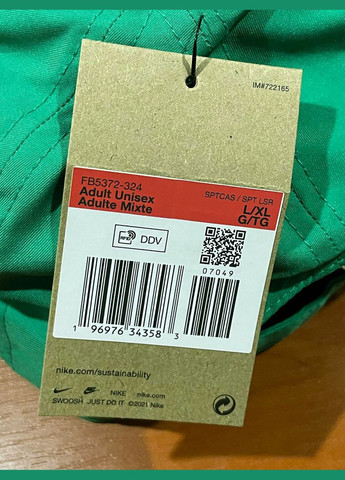 IM#722165
FB5372-324
Adult Unisex
Adulte Mixte
SPTCAS / SPT LSR
L/XL
G/TG
RFID
DDV
07049
1 96976 34358 3
nike.com/sustainability
NIKE nike.com
SWOOSH JUST DO IT ©2021 Nike